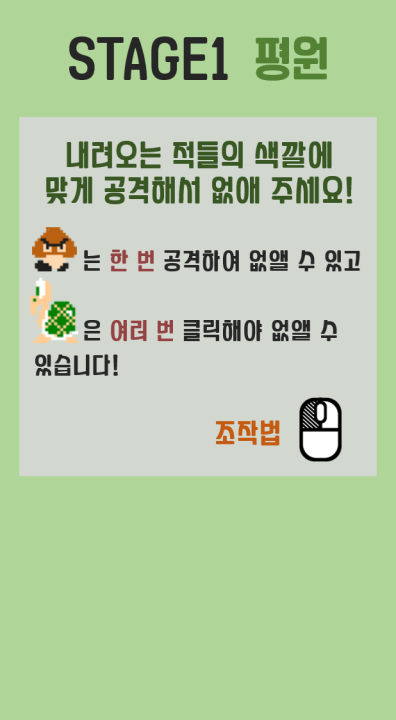 STAGE1 평원
내려오는 적들의 색깔에
맞게 공격해서 없애 주세요!
는 한 번 공격하여 없앨 수 있고
은 여러 번 클릭해야 없앨 수
있습니다!
조작법